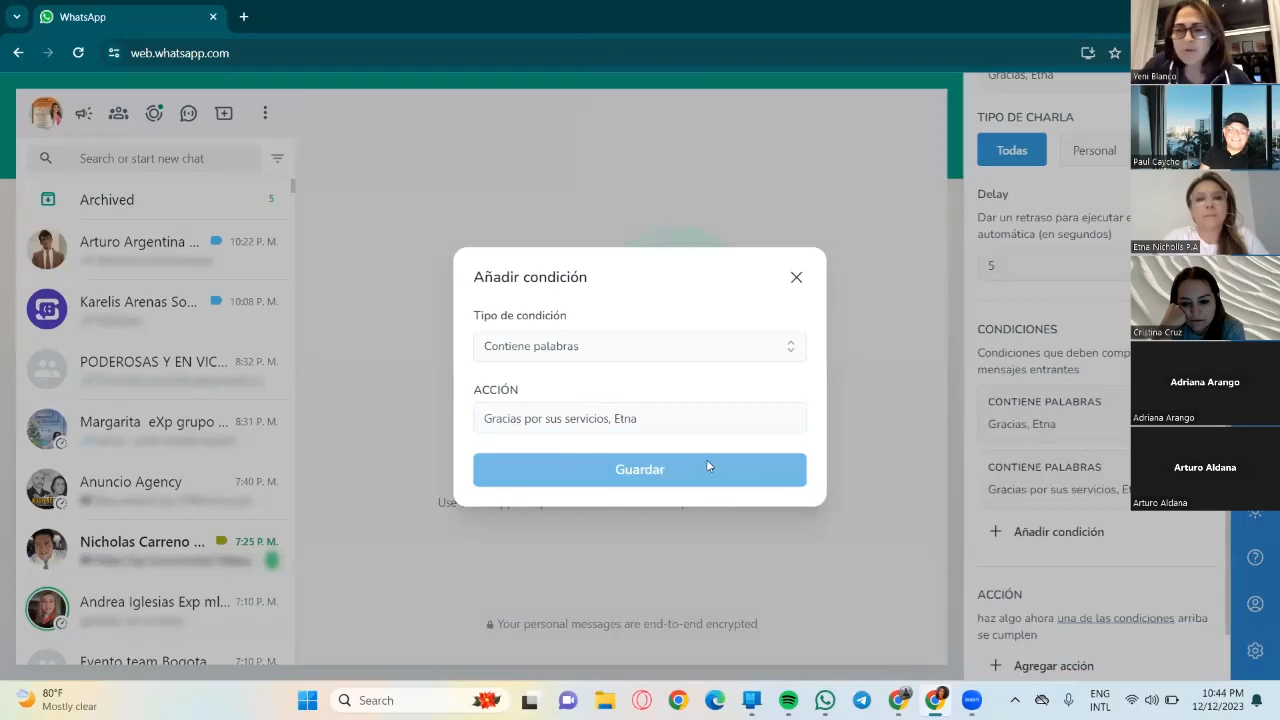 WhatsApp
web.whatsapp.com
Search or start new chat
Archived
5
Arturo Argentina ...
10:22 P. M.
Karelis Arenas So...
10:08 P. M.
PODEROSAS Y EN VIC...
8:32 P. M.
Margarita eXp grupo ...
8:31 P. M.
Anuncio Agency
7:40 P. M.
Nicholas Carreno ...
7:25 P. M.
Andrea Iglesias Exp ml...
7:10 P. M.
Evento team Bogota
7:10 P. M.
Use
Your personal messages are end-to-end encrypted
Añadir condición
Tipo de condición
Contiene palabras
ACCIÓN
Gracias por sus servicios, Etna
Guardar
Gracias, Etna
TIPO DE CHARLA
Todas
Personal
Delay
Dar un retraso para ejecutar
automática (en segundos)
5
CONDICIONES
Condiciones que deben comp
mensajes entrantes
CONTIENE PALABRAS
Gracias, Etna
CONTIENE PALABRAS
Gracias por sus servicios, Et
Añadir condición
ACCIÓN
haz algo ahora una de las condiciones arriba
se cumplen
Agregar acción
Yeni Blanco
Paul Caycho
Etna Nicholls P.A
Cristina Cruz
Adriana Arango
Adriana Arango
Arturo Aldana
Arturo Aldana
80°F
Mostly clear
Search
ENG
INTL
10:44 PM
12/12/2023